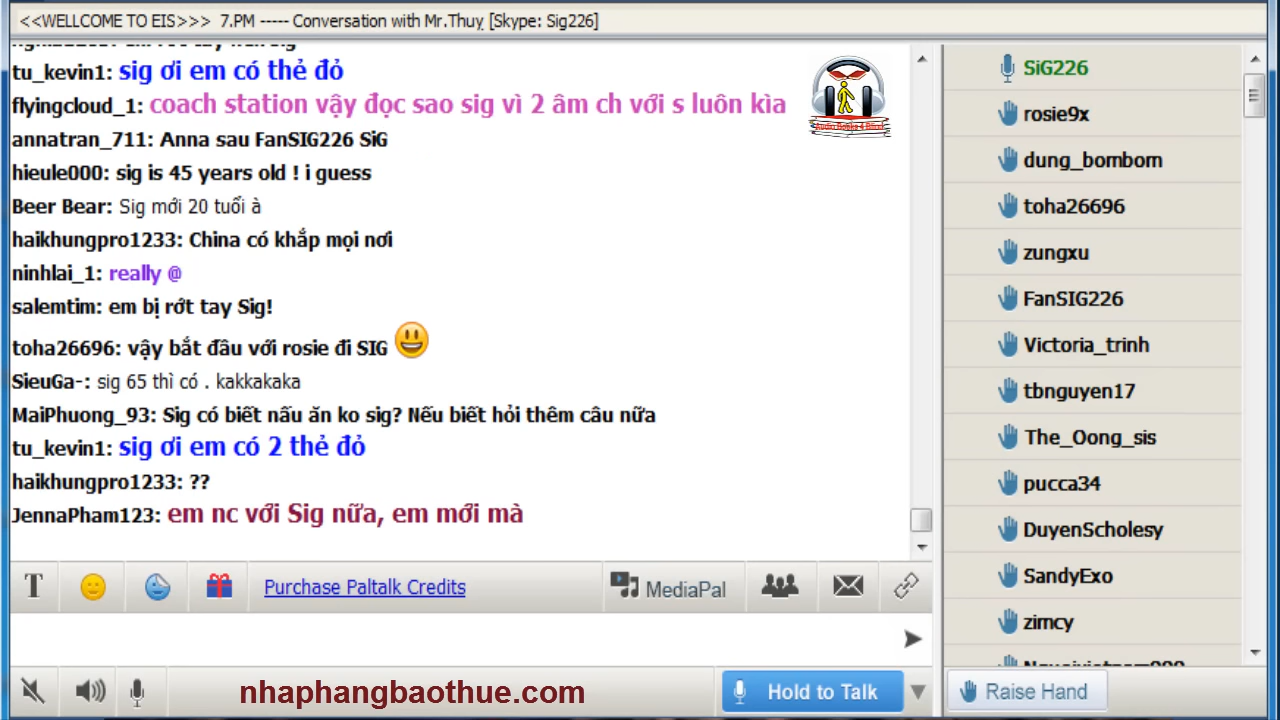 <<WELLCOME TO EIS>>> 7.PM ----- Conversation with Mr.Thuỵ [Skype: Sig226]
tu_kevin1: sig ơi em có thẻ đỏ
flyingcloud_1: coach station vậy đọc sao sig vì 2 âm ch với s luôn kìa
annatran_711: Anna sau FanSIG226 SiG
hieule000: sig is 45 years old ! i guess
Beer Bear: Sig mới 20 tuổi à
haikhungpro1233: China có khắp mọi nơi
ninhlai_1: really @
salemtim: em bị rớt tay Sig!
toha26696: vậy bắt đầu với rosie đi SIG
SieuGa-: sig 65 thì có . kakkakaka
MaiPhuong_93: Sig có biết nấu ăn ko sig? Nếu biết hỏi thêm câu nữa
tu_kevin1: sig ơi em có 2 thẻ đỏ
haikhungpro1233: ??
JennaPham123: em nc với Sig nữa, em mới mà
Purchase Paltalk Credits
MediaPal
nhaphangbaothue.com
Hold to Talk
SiG226
rosie9x
dung_bombom
toha26696
zungxu
FanSIG226
Victoria_trinh
tbnguyen17
The_Oong_sis
pucca34
DuyenScholesy
SandyExo
zimcy
Raise Hand